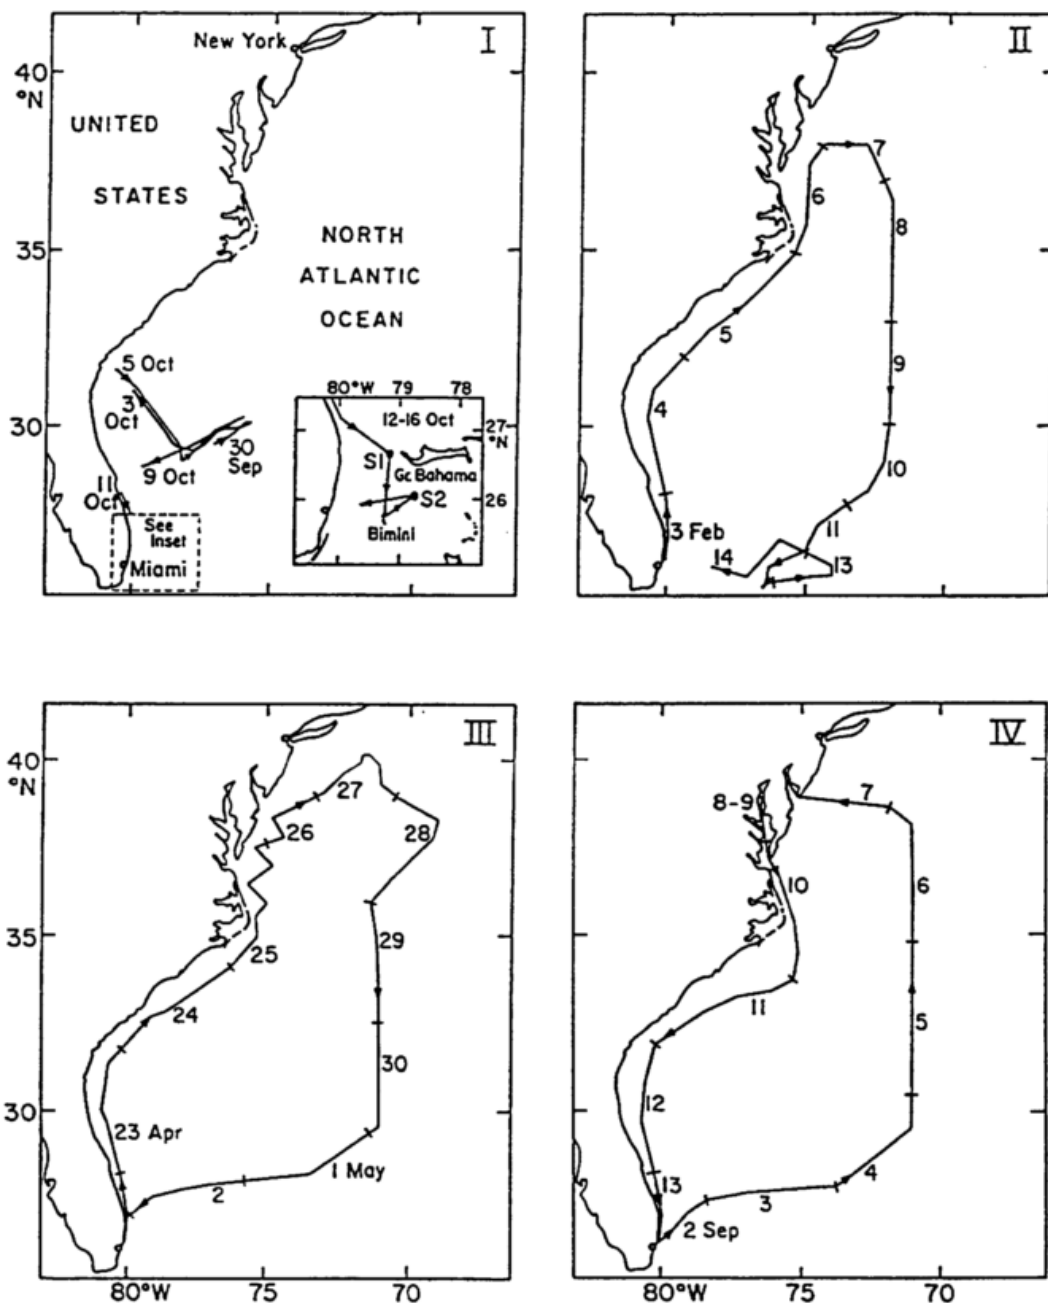 New York
I
40
°N
UNITED
STATES
NORTH
ATLANTIC
OCEAN
35
5 Oct
3
Oct
30
30
Sep
9 Oct
11
Oct
See
Inset
Miami
80°W
79
78
12-16 Oct
27
°N
S1
Gr Bahama
26
S2
Bimini
II
7
6
8
5
9
4
10
3 Feb
11
14
13
III
40
°N
27
26
28
35
25
29
24
30
30
23 Apr
1 May
2
80°W
75
70
IV
7
8-9
10
6
11
5
12
13
4
3
2 Sep
80°W
75
70